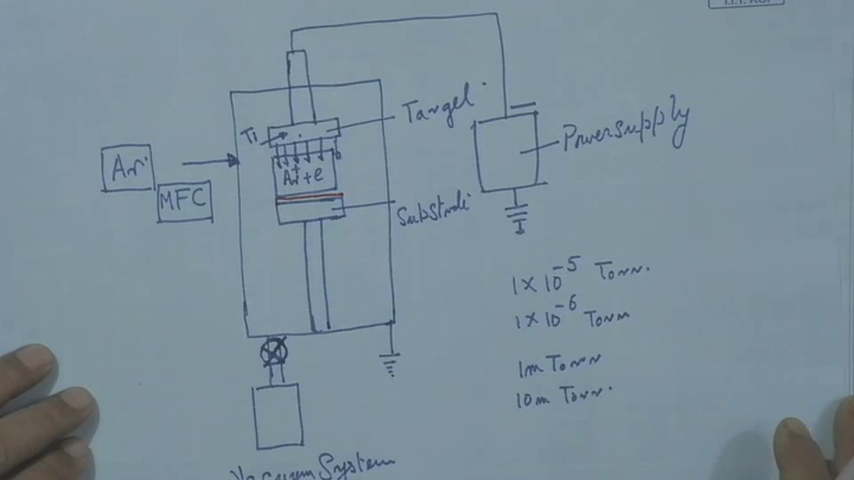 Target
Ti
Power supply
Ar
Ar+ + e
MFC
Substrate
1 × 10-5 Torr.
1 × 10-6 Torr
1m Torr
10m Torr.
Vacuum System